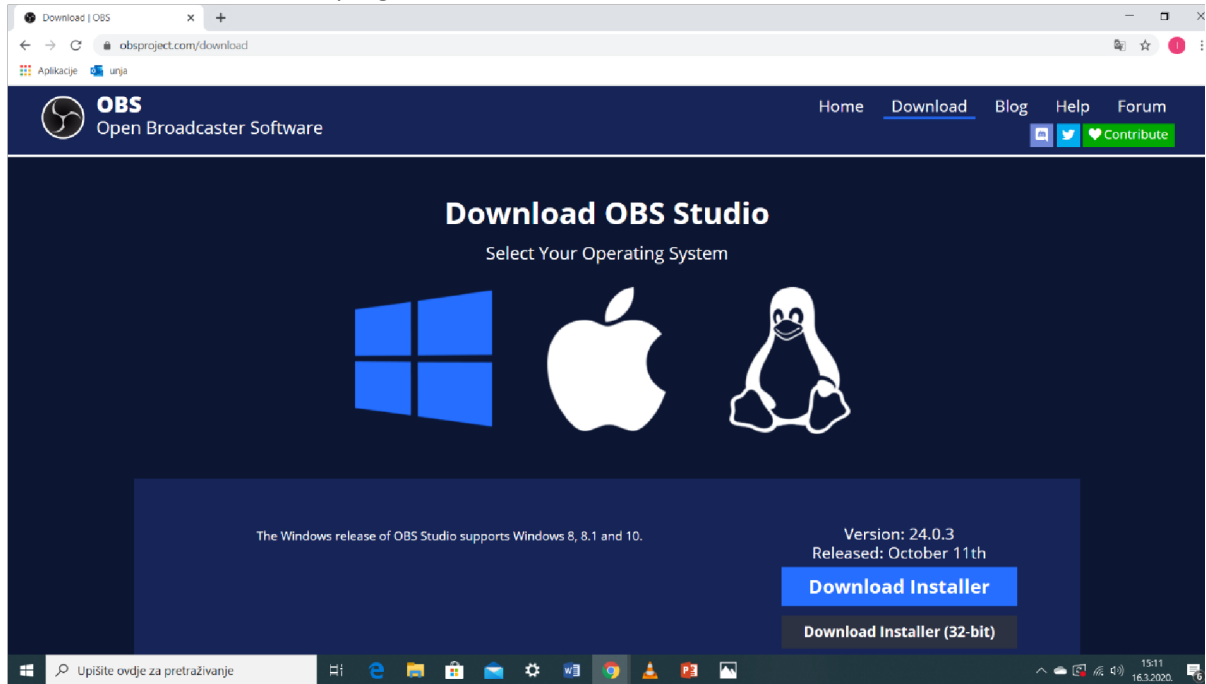 Download | OBS
obsproject.com/download
Aplikacije unja
OBS
Open Broadcaster Software
Home Download Blog Help Forum
Contribute
Download OBS Studio
Select Your Operating System
The Windows release of OBS Studio supports Windows 8, 8.1 and 10.
Version: 24.0.3
Released: October 11th
Download Installer
Download Installer (32-bit)
Upišite ovdje za pretraživanje
15:11
16.3.2020.